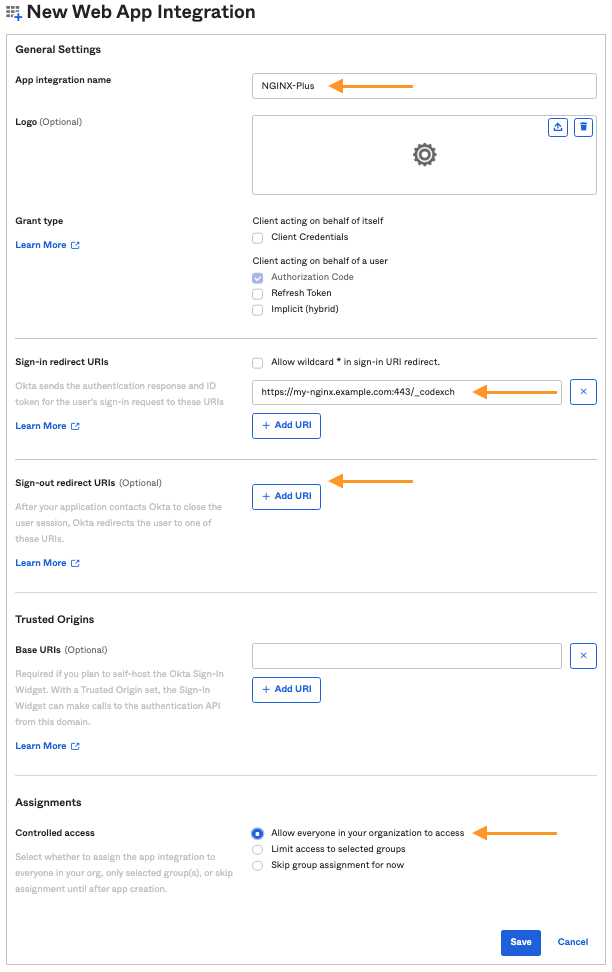 New Web App Integration
General Settings
App integration name
NGINX-Plus
Logo (Optional)
Grant type
Learn More
Client acting on behalf of itself
Client Credentials
Client acting on behalf of a user
Authorization Code
Refresh Token
Implicit (hybrid)
Sign-in redirect URIs
Okta sends the authentication response and ID
token for the user's sign-in request to these URIs
Learn More
Allow wildcard * in sign-in URI redirect.
https://my-nginx.example.com:443/_codexch
+ Add URI
Sign-out redirect URIs (Optional)
After your application contacts Okta to close the
user session, Okta redirects the user to one of
these URIs.
Learn More
+ Add URI
Trusted Origins
Base URIs (Optional)
Required if you plan to self-host the Okta Sign-In
Widget. With a Trusted Origin set, the Sign-In
Widget can make calls to the authentication API
from this domain.
Learn More
+ Add URI
Assignments
Controlled access
Select whether to assign the app integration to
everyone in your org, only selected group(s), or skip
assignment until after app creation.
Allow everyone in your organization to access
Limit access to selected groups
Skip group assignment for now
Save
Cancel